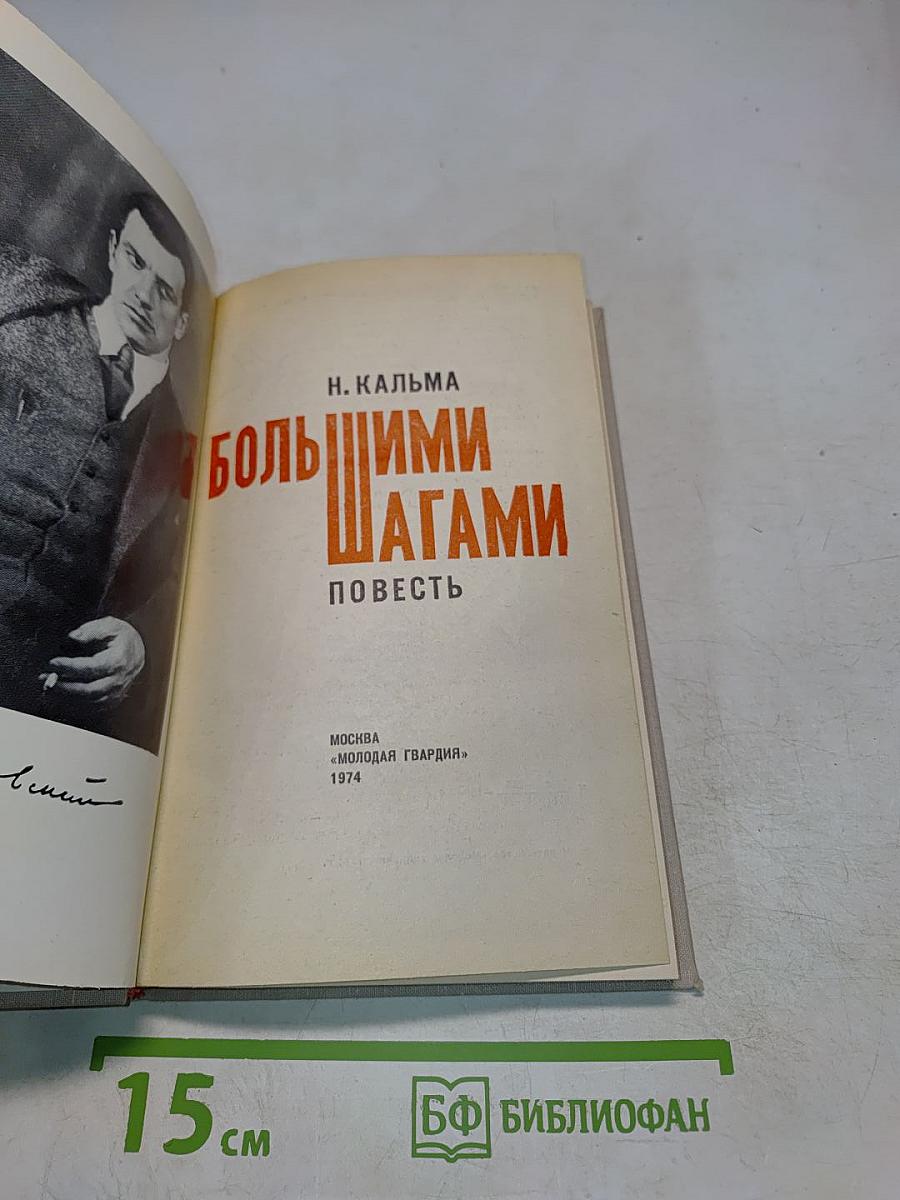 Н. КАЛЬМА
БОЛЬШИМИ
ШАГАМИ
ПОВЕСТЬ
МОСКВА
«МОЛОДАЯ ГВАРДИЯ»
1974
15 см
БФ БИБЛИОФАН